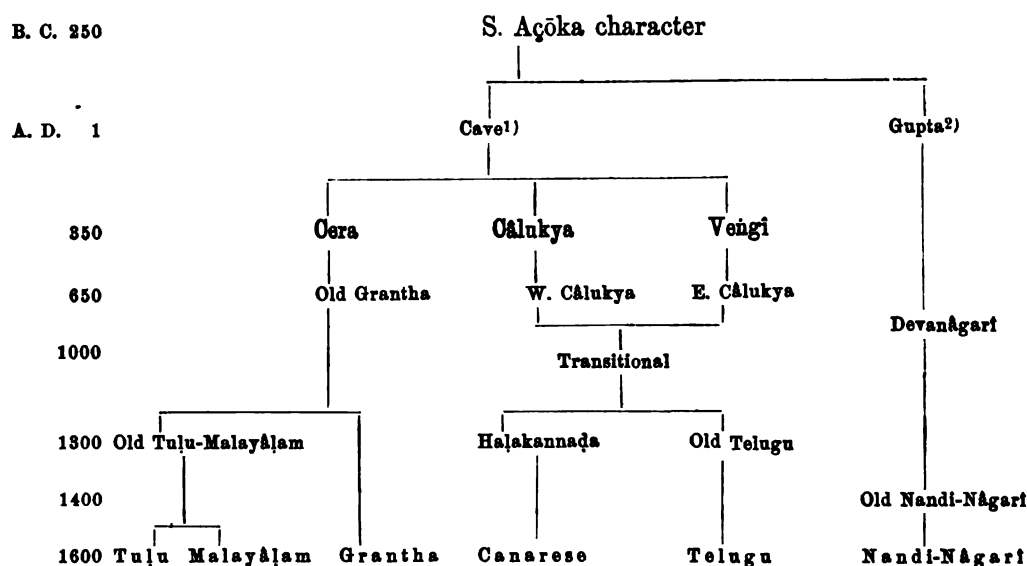 B. C. 250 S. Açōka character
A. D. 1 Cave1) Gupta2)
350 Cera Câlukya Veṅgî
650 Old Grantha W. Câlukya E. Câlukya
Devanâgarî
1000 Transitional
1300 Old Tuḷu-Malayâḷam Haḷakannaḍa Old Telugu
1400 Old Nandi-Nâgarî
1600 Tuḷu Malayâḷam Grantha Canarese Telugu Nandi-Nâgarî